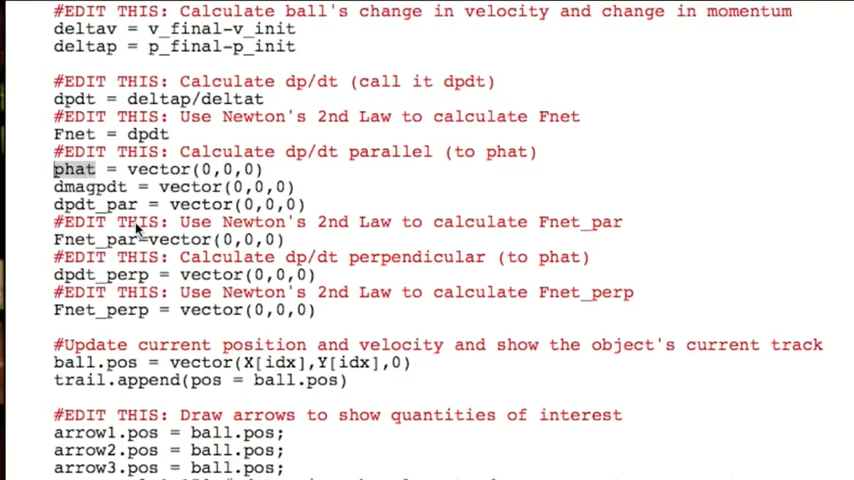 #EDIT THIS: Calculate ball's change in velocity and change in momentum
deltav = v_final-v_init
deltap = p_final-p_init
#EDIT THIS: Calculate dp/dt (call it dpdt)
dpdt = deltap/deltat
#EDIT THIS: Use Newton's 2nd Law to calculate Fnet
Fnet = dpdt
#EDIT THIS: Calculate dp/dt parallel (to phat)
phat = vector(0,0,0)
dmagpdt = vector(0,0,0)
dpdt_par = vector(0,0,0)
#EDIT THIS: Use Newton's 2nd Law to calculate Fnet_par
Fnet_par=vector(0,0,0)
#EDIT THIS: Calculate dp/dt perpendicular (to phat)
dpdt_perp = vector(0,0,0)
#EDIT THIS: Use Newton's 2nd Law to calculate Fnet_perp
Fnet_perp = vector(0,0,0)
#Update current position and velocity and show the object's current track
ball.pos = vector(X[idx],Y[idx],0)
trail.append(pos = ball.pos)
#EDIT THIS: Draw arrows to show quantities of interest
arrow1.pos = ball.pos;
arrow2.pos = ball.pos;
arrow3.pos = ball.pos;